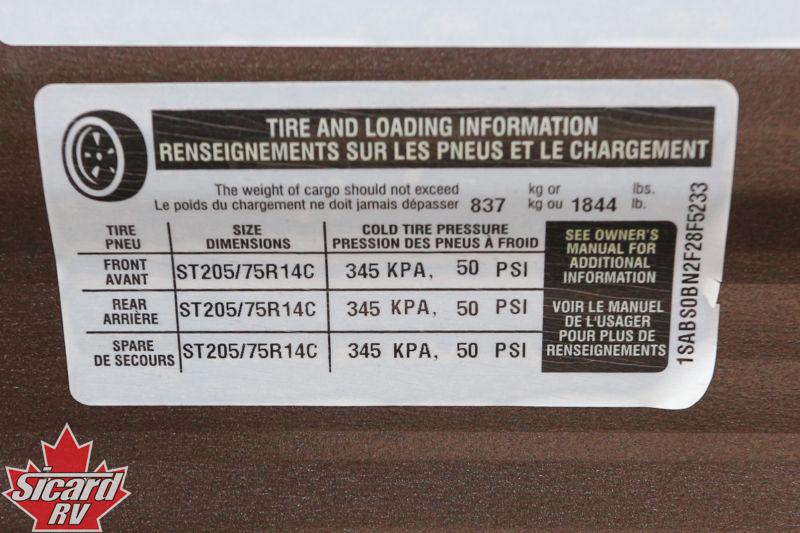 TIRE AND LOADING INFORMATION
RENSEIGNEMENTS SUR LES PNEUS ET LE CHARGEMENT
The weight of cargo should not exceed kg or lbs.
Le poids du chargement ne doit jamais dépasser 837 kg ou 1844 lb.
TIRE SIZE COLD TIRE PRESSURE
PNEU DIMENSIONS PRESSION DES PNEUS À FROID
FRONT
AVANT ST205/75R14C 345 KPA, 50 PSI
REAR
ARRIÈRE ST205/75R14C 345 KPA, 50 PSI
SPARE
DE SECOURS ST205/75R14C 345 KPA, 50 PSI
SEE OWNER'S
MANUAL FOR
ADDITIONAL
INFORMATION
VOIR LE MANUEL
DE L'USAGER
POUR PLUS DE
RENSEIGNEMENTS
1SABS0BN2F28F5233
Sicard
RV